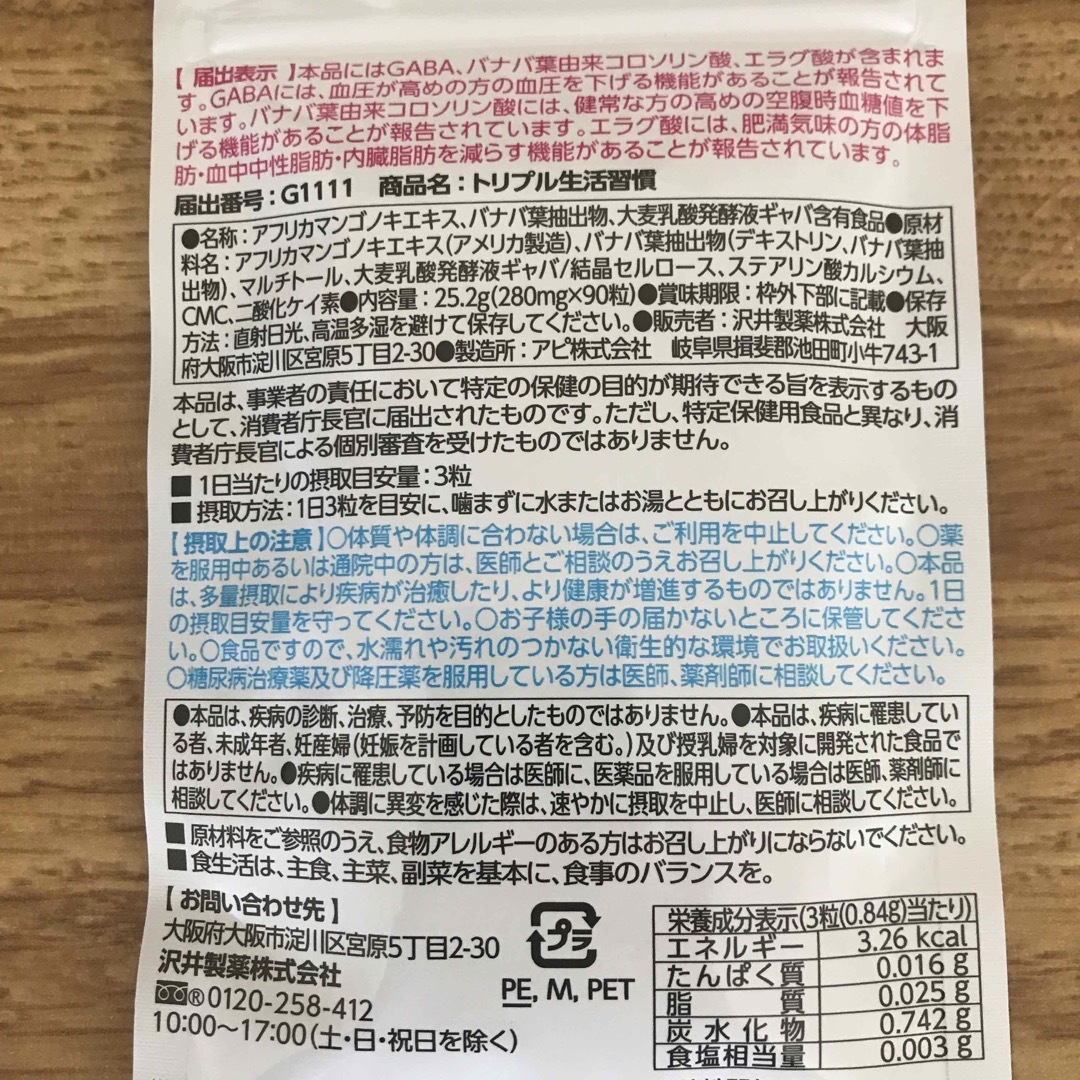 【 届出表示 】本品にはGABA、バナバ葉由来コロソリン酸、エラグ酸が含まれま
す。GABAには、血圧が高めの方の血圧を下げる機能があることが報告されて
います。バナバ葉由来コロソリン酸には、健常な方の高めの空腹時血糖値を下
げる機能があることが報告されています。エラグ酸には、肥満気味の方の体脂
肪・血中中性脂肪・内臓脂肪を減らす機能があることが報告されています。
届出番号：G1111 商品名：トリプル生活習慣
●名称：アフリカマンゴノキエキス、バナバ葉抽出物、大麦乳酸発酵液ギャバ含有食品●原材
料名：アフリカマンゴノキエキス(アメリカ製造)、バナバ葉抽出物(デキストリン、バナバ葉抽
出物)、マルチトール、大麦乳酸発酵液ギャバ/結晶セルロース、ステアリン酸カルシウム、
CMC、二酸化ケイ素●内容量：25.2g(280mg×90粒)●賞味期限：枠外下部に記載●保存
方法：直射日光、高温多湿を避けて保存してください。●販売者：沢井製薬株式会社 大阪
府大阪市淀川区宮原5丁目2-30●製造所：アピ株式会社 岐阜県揖斐郡池田町小牛743-1
本品は、事業者の責任において特定の保健の目的が期待できる旨を表示するもの
として、消費者庁長官に届出されたものです。ただし、特定保健用食品と異なり、消
費者庁長官による個別審査を受けたものではありません。
■ 1日当たりの摂取目安量：3粒
■ 摂取方法：1日3粒を目安に、噛まずに水またはお湯とともにお召し上がりください。
【 摂取上の注意 】○体質や体調に合わない場合は、ご利用を中止してください。○薬
を服用中あるいは通院中の方は、医師とご相談のうえお召し上がりください。○本品
は、多量摂取により疾病が治癒したり、より健康が増進するものではありません。1日
の摂取目安量を守ってください。○お子様の手の届かないところに保管してくださ
い。○食品ですので、水濡れや汚れのつかない衛生的な環境でお取扱いください。
○糖尿病治療薬及び降圧薬を服用している方は医師、薬剤師に相談してください。
●本品は、疾病の診断、治療、予防を目的としたものではありません。●本品は、疾病に罹患してい
る者、未成年者、妊産婦(妊娠を計画している者を含む。)及び授乳婦を対象に開発された食品で
はありません。●疾病に罹患している場合は医師に、医薬品を服用している場合は医師、薬剤師に
相談してください。●体調に異変を感じた際は、速やかに摂取を中止し、医師に相談してください。
■ 原材料をご参照のうえ、食物アレルギーのある方はお召し上がりにならないでください。
■ 食生活は、主食、主菜、副菜を基本に、食事のバランスを。
【 お問い合わせ先 】
大阪府大阪市淀川区宮原5丁目2-30
沢井製薬株式会社
®0120-258-412
10:00〜17:00(土・日・祝日を除く)
プラ
PE, M, PET
栄養成分表示(3粒(0.84g)当たり)
エネルギー 3.26 kcal
たんぱく質 0.016 g
脂質 0.025 g
炭水化物 0.742 g
食塩相当量 0.003 g